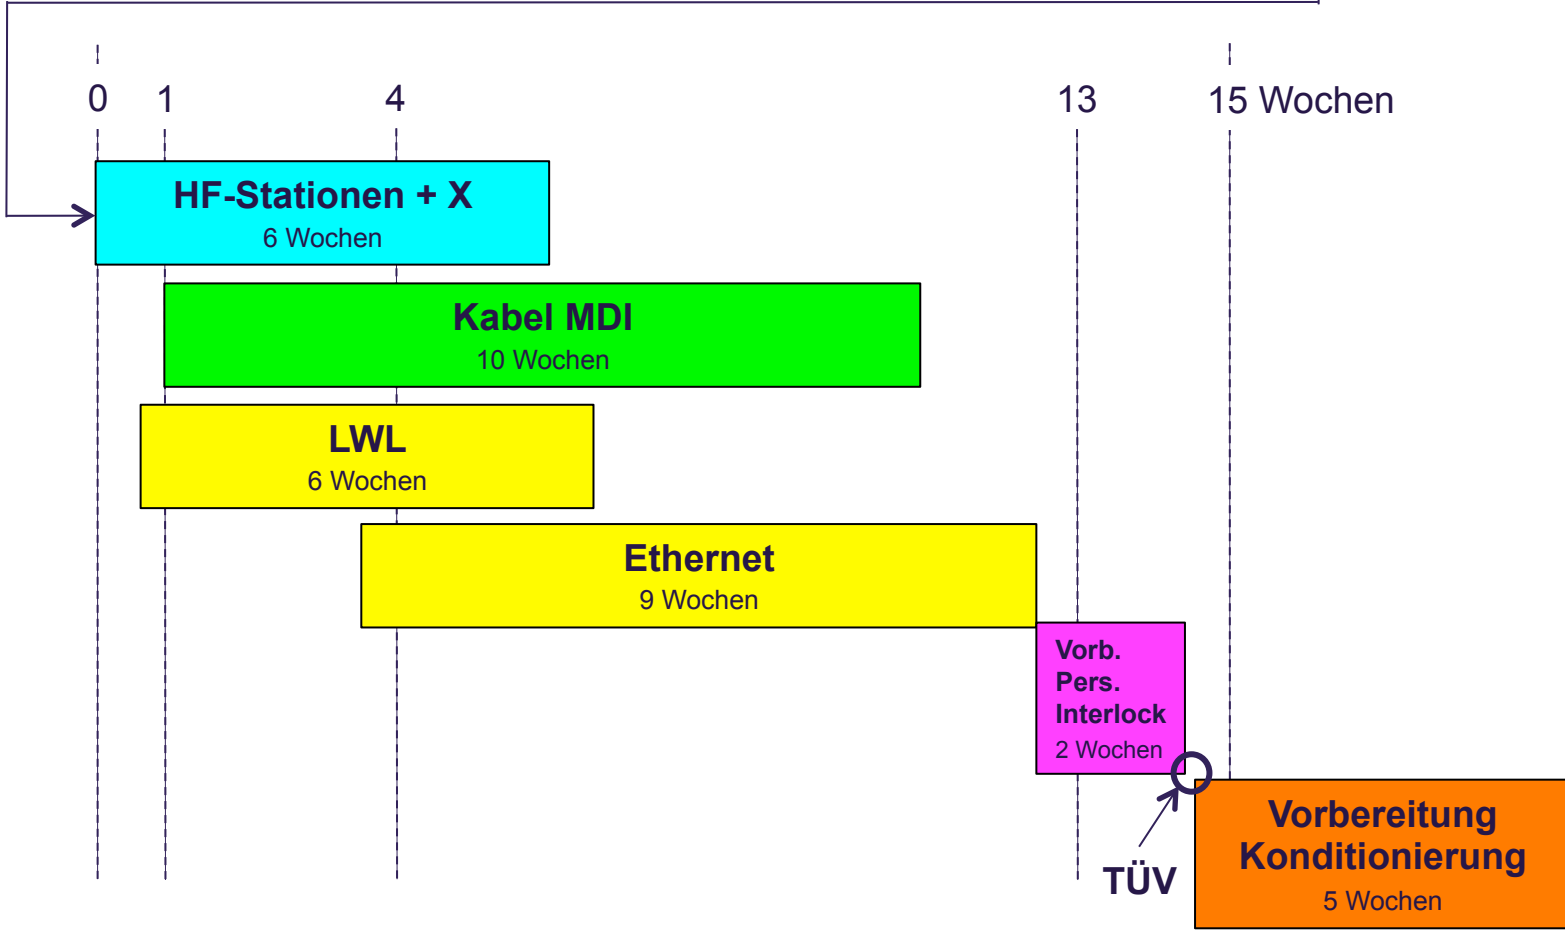 0 1 4 13 15 Wochen
HF-Stationen + X
6 Wochen
Kabel MDI
10 Wochen
LWL
6 Wochen
Ethernet
9 Wochen
Vorb.
Pers.
Interlock
2 Wochen
TÜV
Vorbereitung
Konditionierung
5 Wochen